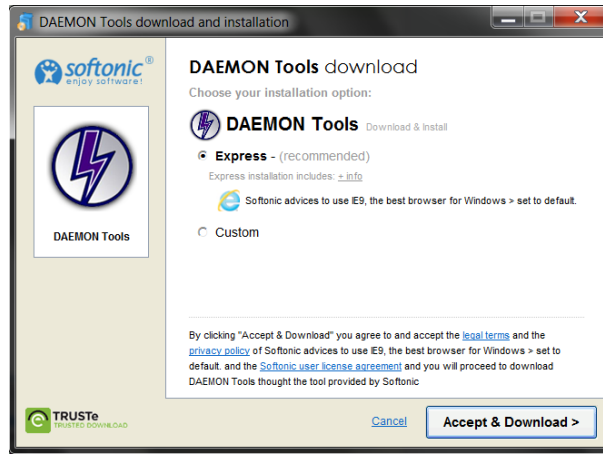 DAEMON Tools download and installation
softonic®
enjoy software!
DAEMON Tools
DAEMON Tools download
Choose your installation option:
DAEMON Tools Download & Install
Express - (recommended)
Express installation includes: + info
Softonic advices to use IE9, the best browser for Windows > set to default.
Custom
By clicking "Accept & Download" you agree to and accept the legal terms and the
privacy policy of Softonic advices to use IE9, the best browser for Windows > set to
default. and the Softonic user license agreement and you will proceed to download
DAEMON Tools thought the tool provided by Softonic
TRUSTe
TRUSTED DOWNLOAD
Cancel
Accept & Download >